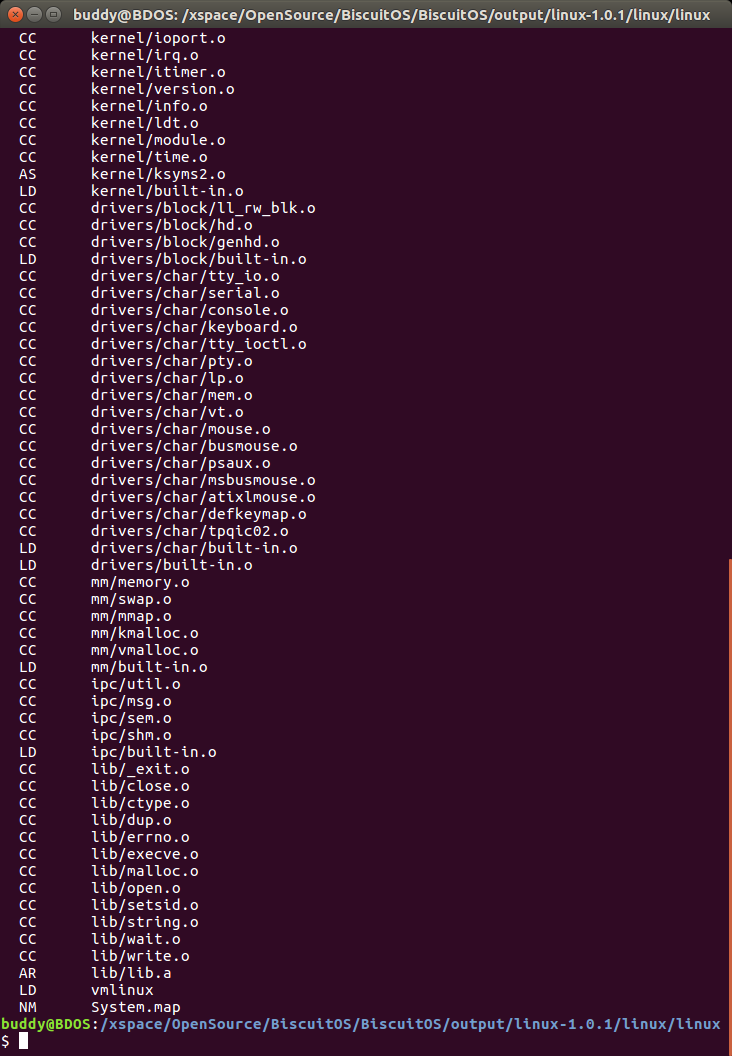 buddy@BDOS: /xspace/OpenSource/BiscuitOS/BiscuitOS/output/linux-1.0.1/linux/linux
CC      kernel/ioport.o
CC      kernel/irq.o
CC      kernel/itimer.o
CC      kernel/version.o
CC      kernel/info.o
CC      kernel/ldt.o
CC      kernel/module.o
CC      kernel/time.o
AS      kernel/ksyms2.o
LD      kernel/built-in.o
CC      drivers/block/ll_rw_blk.o
CC      drivers/block/hd.o
CC      drivers/block/genhd.o
LD      drivers/block/built-in.o
CC      drivers/char/tty_io.o
CC      drivers/char/serial.o
CC      drivers/char/console.o
CC      drivers/char/keyboard.o
CC      drivers/char/tty_ioctl.o
CC      drivers/char/pty.o
CC      drivers/char/lp.o
CC      drivers/char/mem.o
CC      drivers/char/vt.o
CC      drivers/char/mouse.o
CC      drivers/char/busmouse.o
CC      drivers/char/psaux.o
CC      drivers/char/msbusmouse.o
CC      drivers/char/atixlmouse.o
CC      drivers/char/defkeymap.o
CC      drivers/char/tpqic02.o
LD      drivers/char/built-in.o
LD      drivers/built-in.o
CC      mm/memory.o
CC      mm/swap.o
CC      mm/mmap.o
CC      mm/kmalloc.o
CC      mm/vmalloc.o
LD      mm/built-in.o
CC      ipc/util.o
CC      ipc/msg.o
CC      ipc/sem.o
CC      ipc/shm.o
LD      ipc/built-in.o
CC      lib/_exit.o
CC      lib/close.o
CC      lib/ctype.o
CC      lib/dup.o
CC      lib/errno.o
CC      lib/execve.o
CC      lib/malloc.o
CC      lib/open.o
CC      lib/setsid.o
CC      lib/string.o
CC      lib/wait.o
CC      lib/write.o
AR      lib/lib.a
LD      vmlinux
NM      System.map
buddy@BDOS:/xspace/OpenSource/BiscuitOS/BiscuitOS/output/linux-1.0.1/linux/linux
$